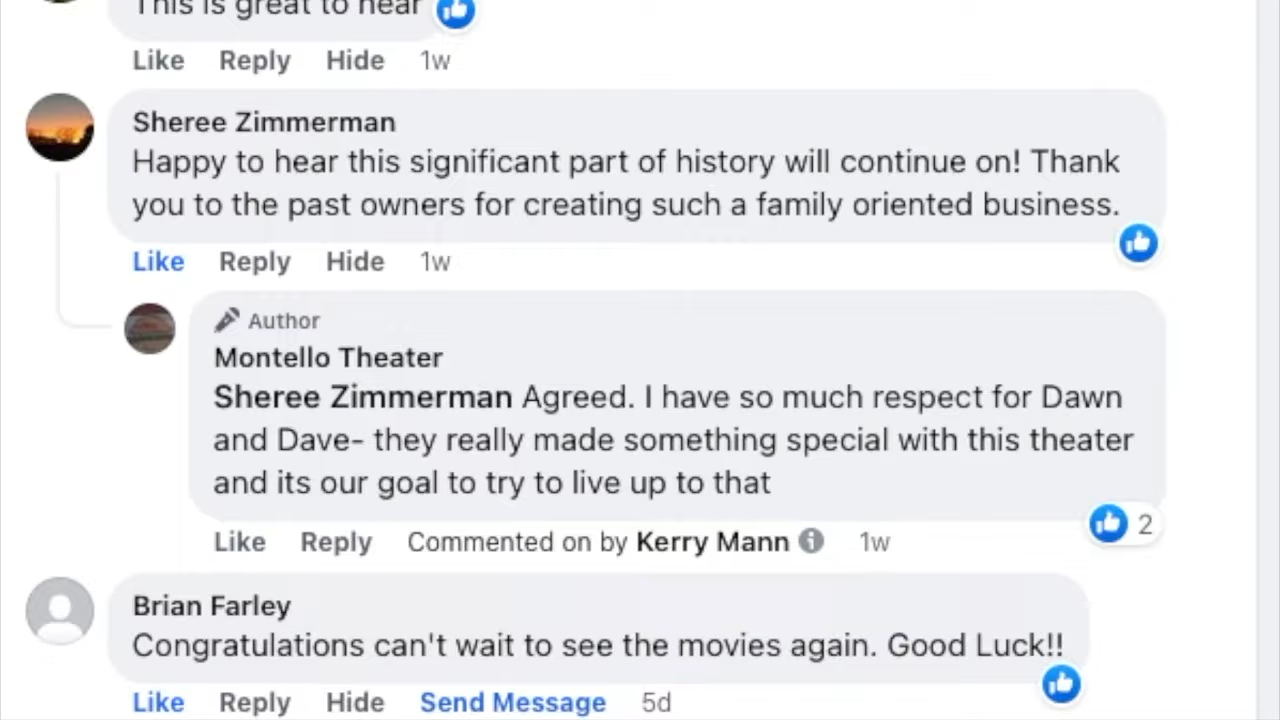 This is great to hear
Like Reply Hide 1w
Sheree Zimmerman
Happy to hear this significant part of history will continue on! Thank
you to the past owners for creating such a family oriented business.
Like Reply Hide 1w
Author
Montello Theater
Sheree Zimmerman Agreed. I have so much respect for Dawn
and Dave- they really made something special with this theater
and its our goal to try to live up to that
2
Like Reply Commented on by Kerry Mann 1w
Brian Farley
Congratulations can't wait to see the movies again. Good Luck!!
Like Reply Hide Send Message 5d